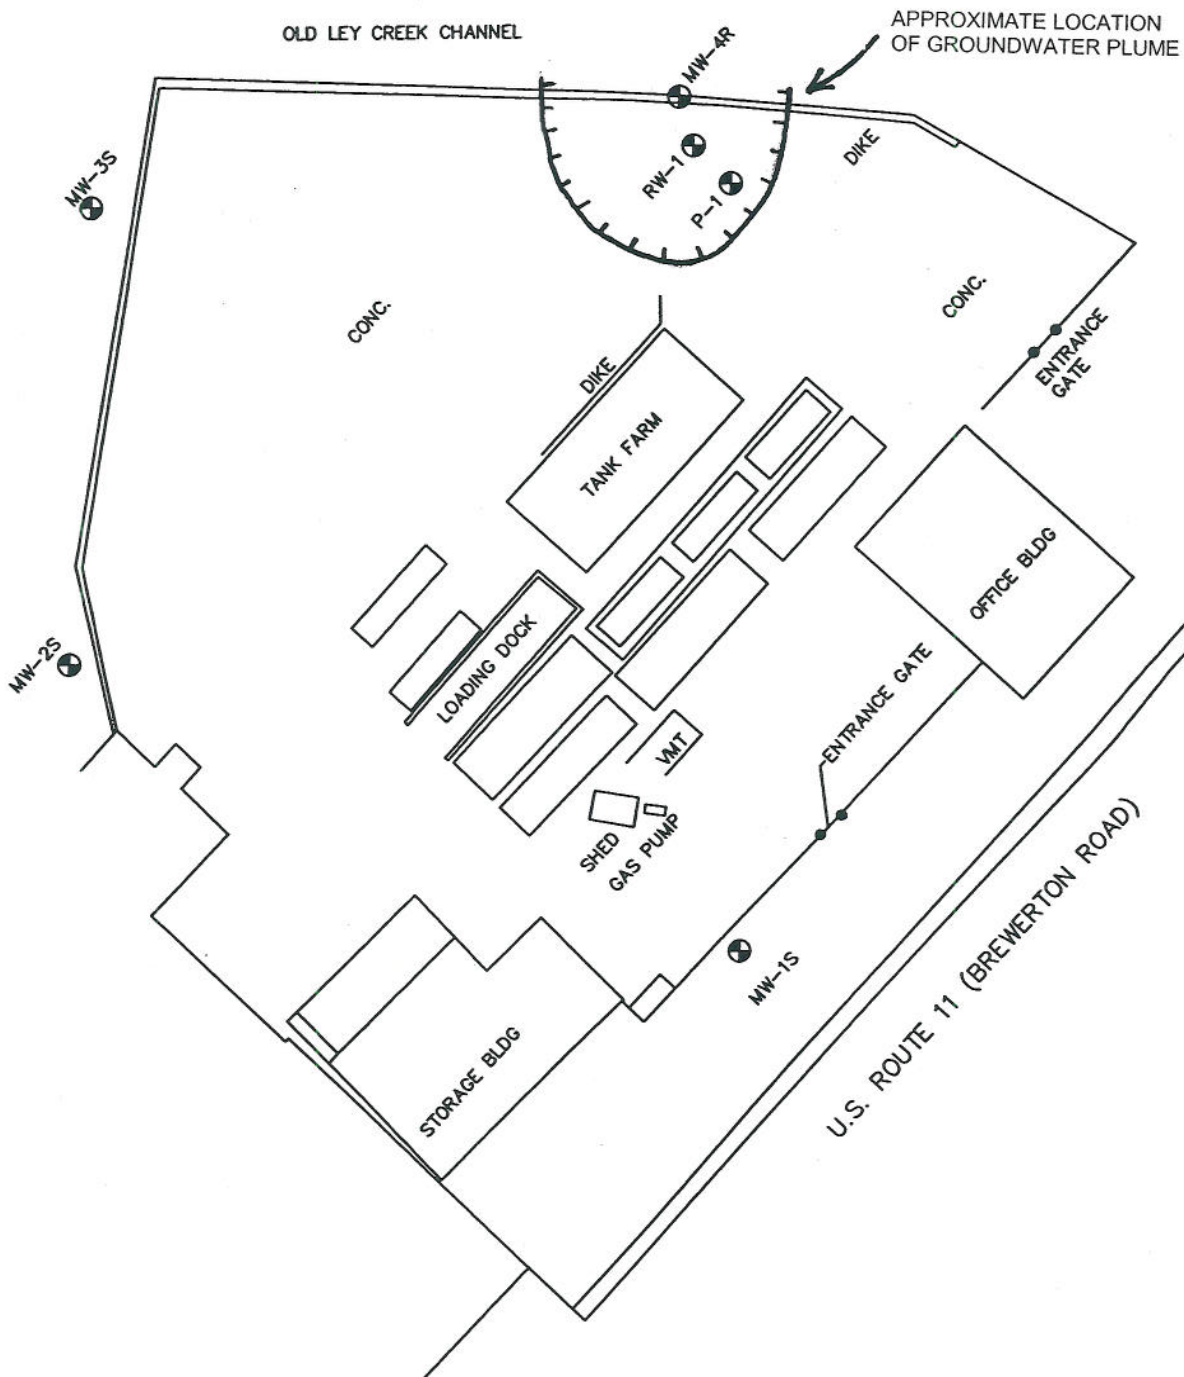 APPROXIMATE LOCATION
OF GROUNDWATER PLUME
OLD LEY CREEK CHANNEL
MW-4R
RW-1
P-1
DIKE
MW-3S
CONC.
CONC.
ENTRANCE
GATE
DIKE
TANK FARM
OFFICE BLDG
MW-2S
LOADING DOCK
ENTRANCE GATE
VMT
SHED
GAS PUMP
MW-1S
STORAGE BLDG
U.S. ROUTE 11 (BREWERTON ROAD)